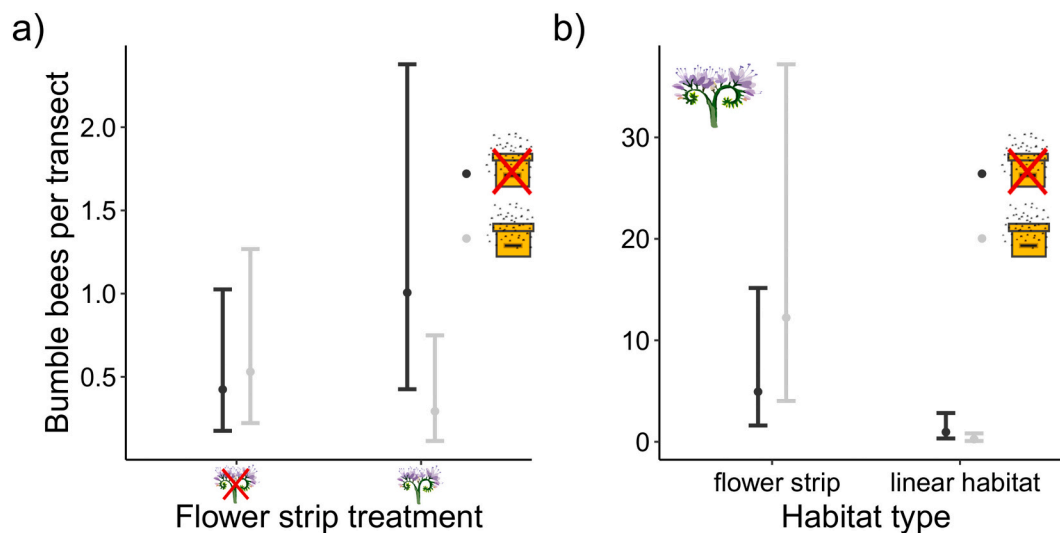 a)
Bumble bees per transect
2.0
1.5
1.0
0.5
Flower strip treatment
b)
30
20
10
0
flower strip
linear habitat
Habitat type